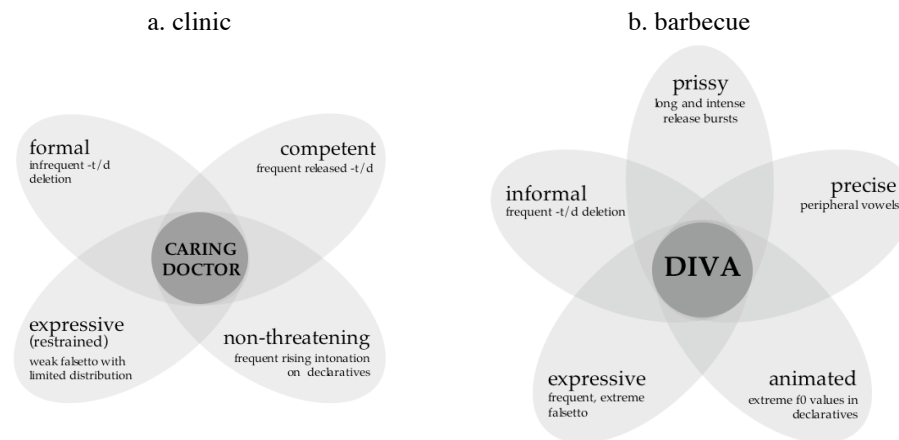 a. clinic
formal
infrequent -t/d
deletion
competent
frequent released -t/d
CARING
DOCTOR
expressive
(restrained)
weak falsetto with
limited distribution
non-threatening
frequent rising intonation
on declaratives
b. barbecue
prissy
long and intense
release bursts
informal
frequent -t/d deletion
precise
peripheral vowels
DIVA
expressive
frequent, extreme
falsetto
animated
extreme f0 values in
declaratives